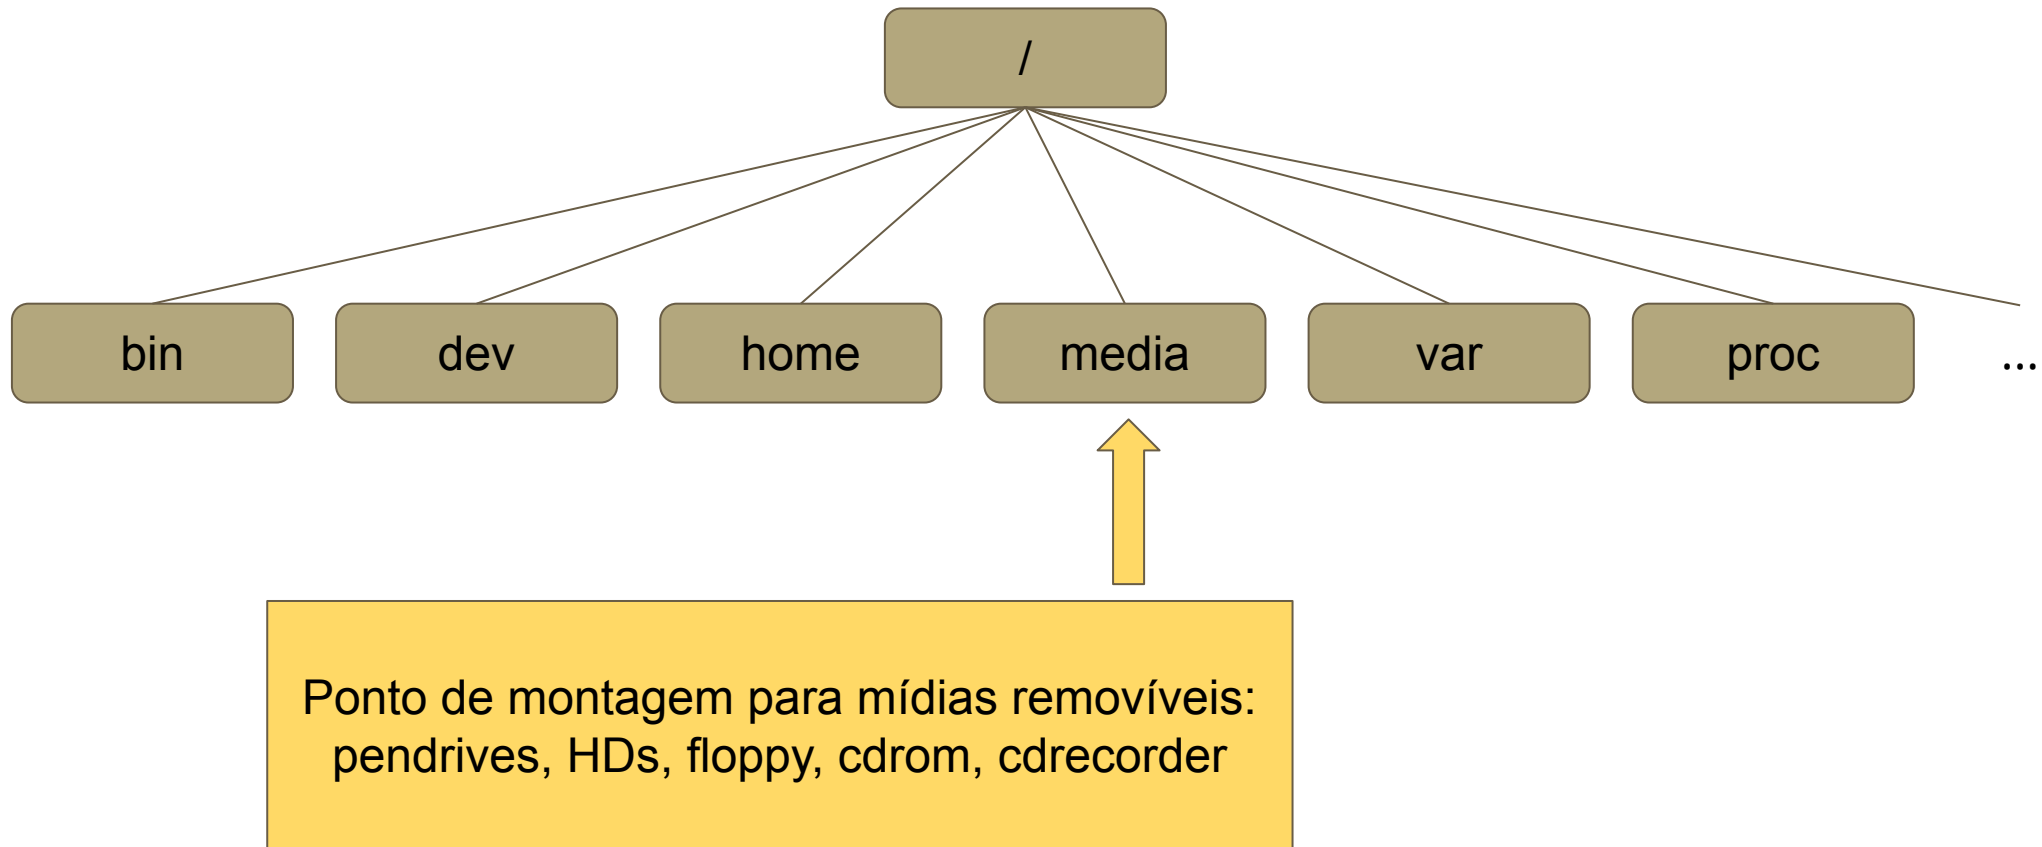 /
bin
dev
home
media
var
proc
...
Ponto de montagem para mídias removíveis:
pendrives, HDs, floppy, cdrom, cdrecorder